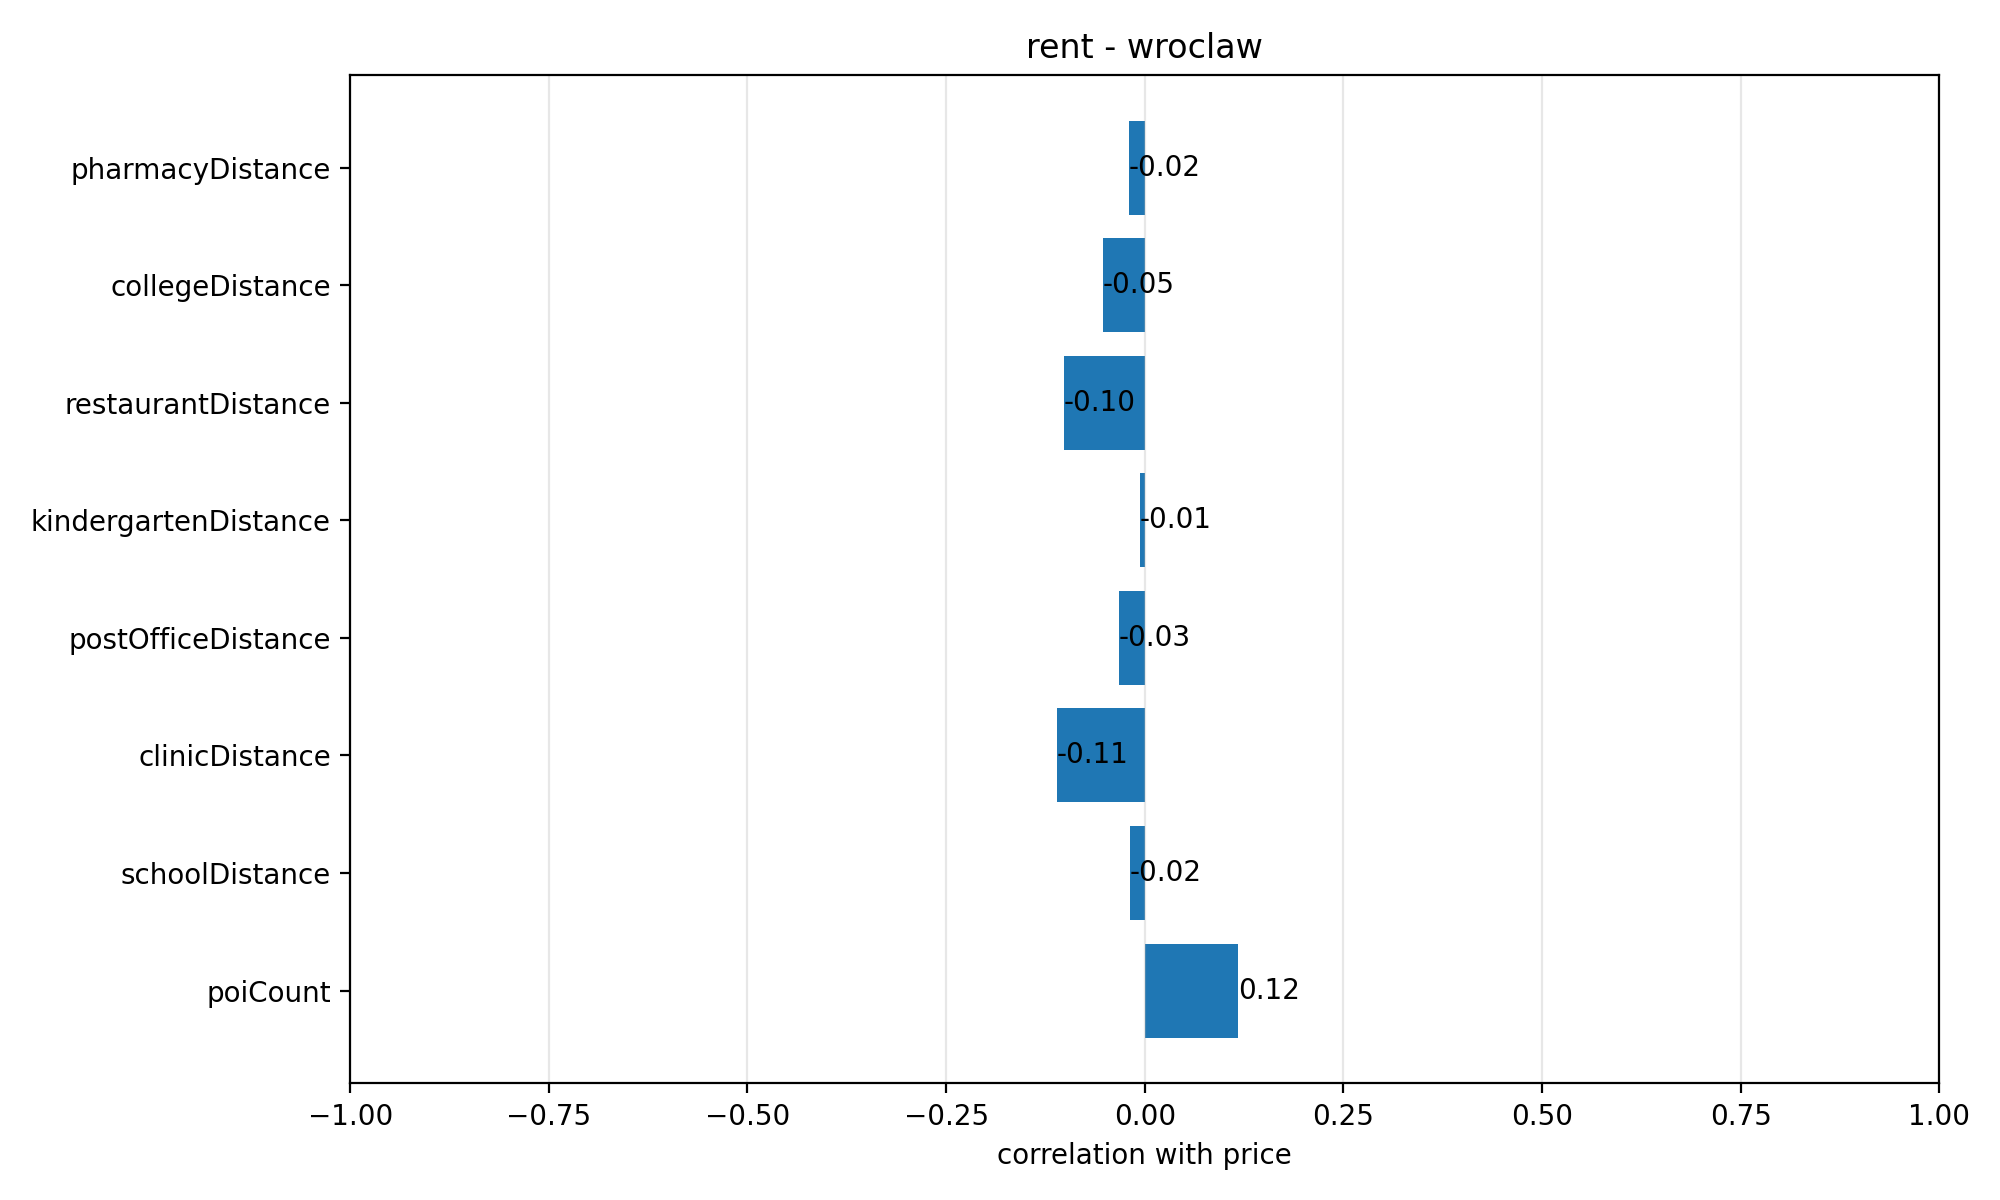 rent - wroclaw
pharmacyDistance -0.02
collegeDistance -0.05
restaurantDistance -0.10
kindergartenDistance -0.01
postOfficeDistance -0.03
clinicDistance -0.11
schoolDistance -0.02
poiCount 0.12
−1.00 −0.75 −0.50 −0.25 0.00 0.25 0.50 0.75 1.00
correlation with price